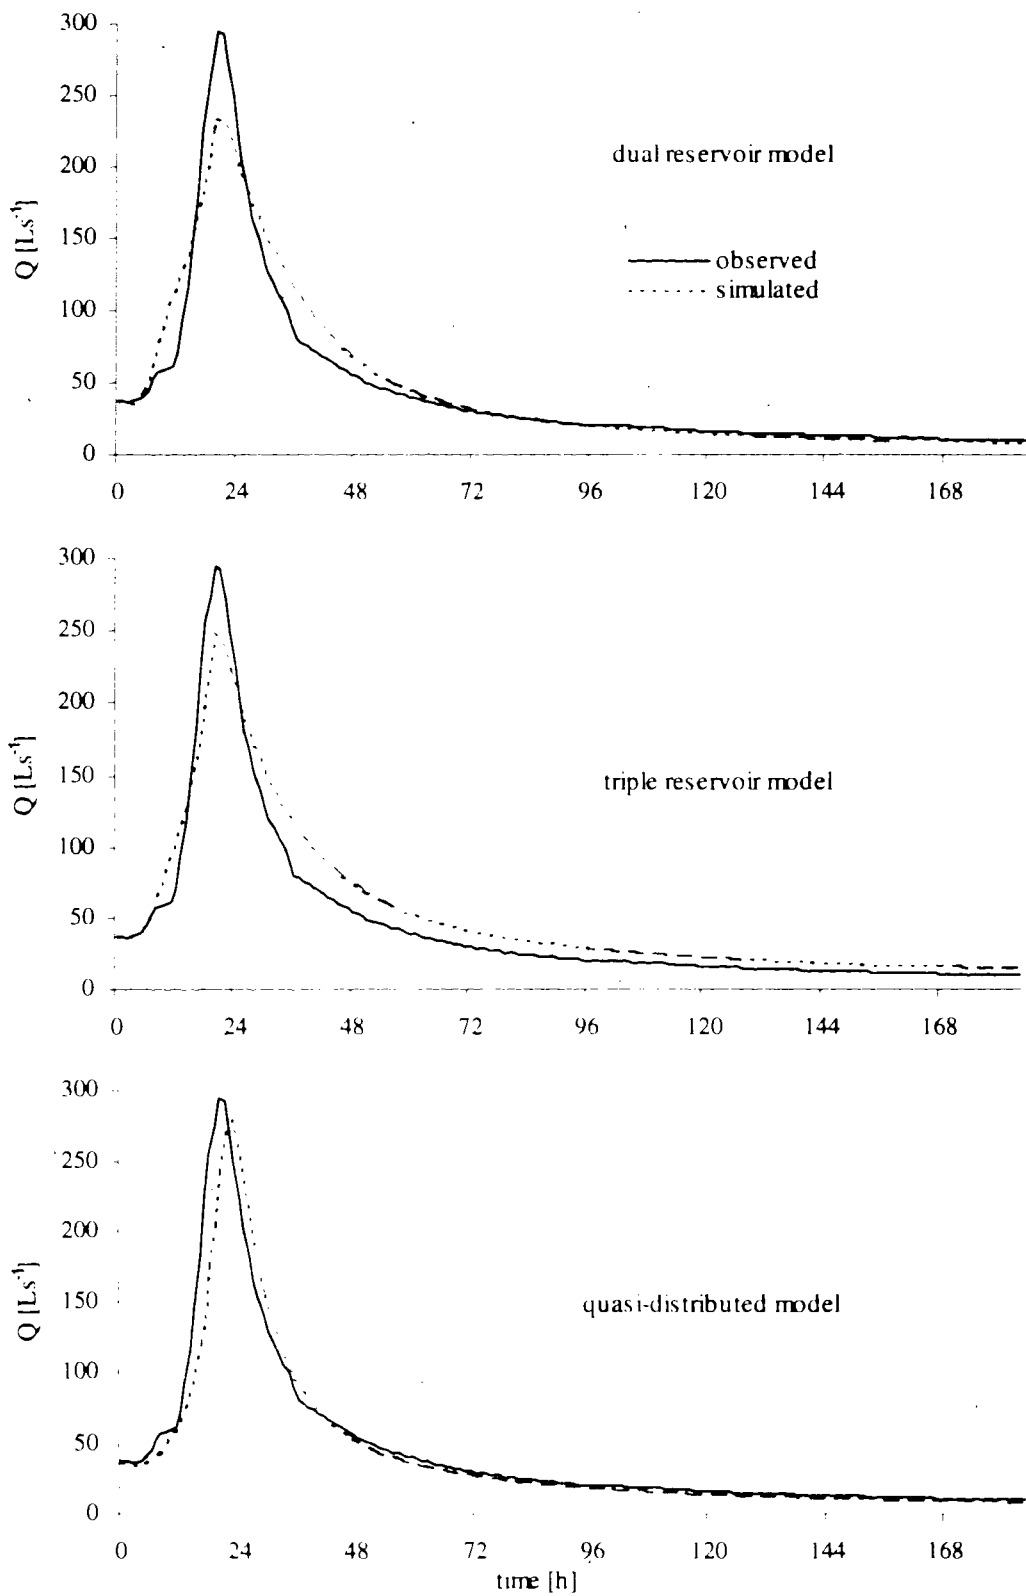 300
250
dual reservoir model
200
Q [Ls⁻¹]
150
observed
simulated
100
50
0
0 24 48 72 96 120 144 168
300
250
200
Q [Ls⁻¹]
150
triple reservoir model
100
50
0
0 24 48 72 96 120 144 168
300
250
200
Q [Ls⁻¹]
150
quasi-distributed model
100
50
0
0 24 48 72 96 120 144 168
time [h]